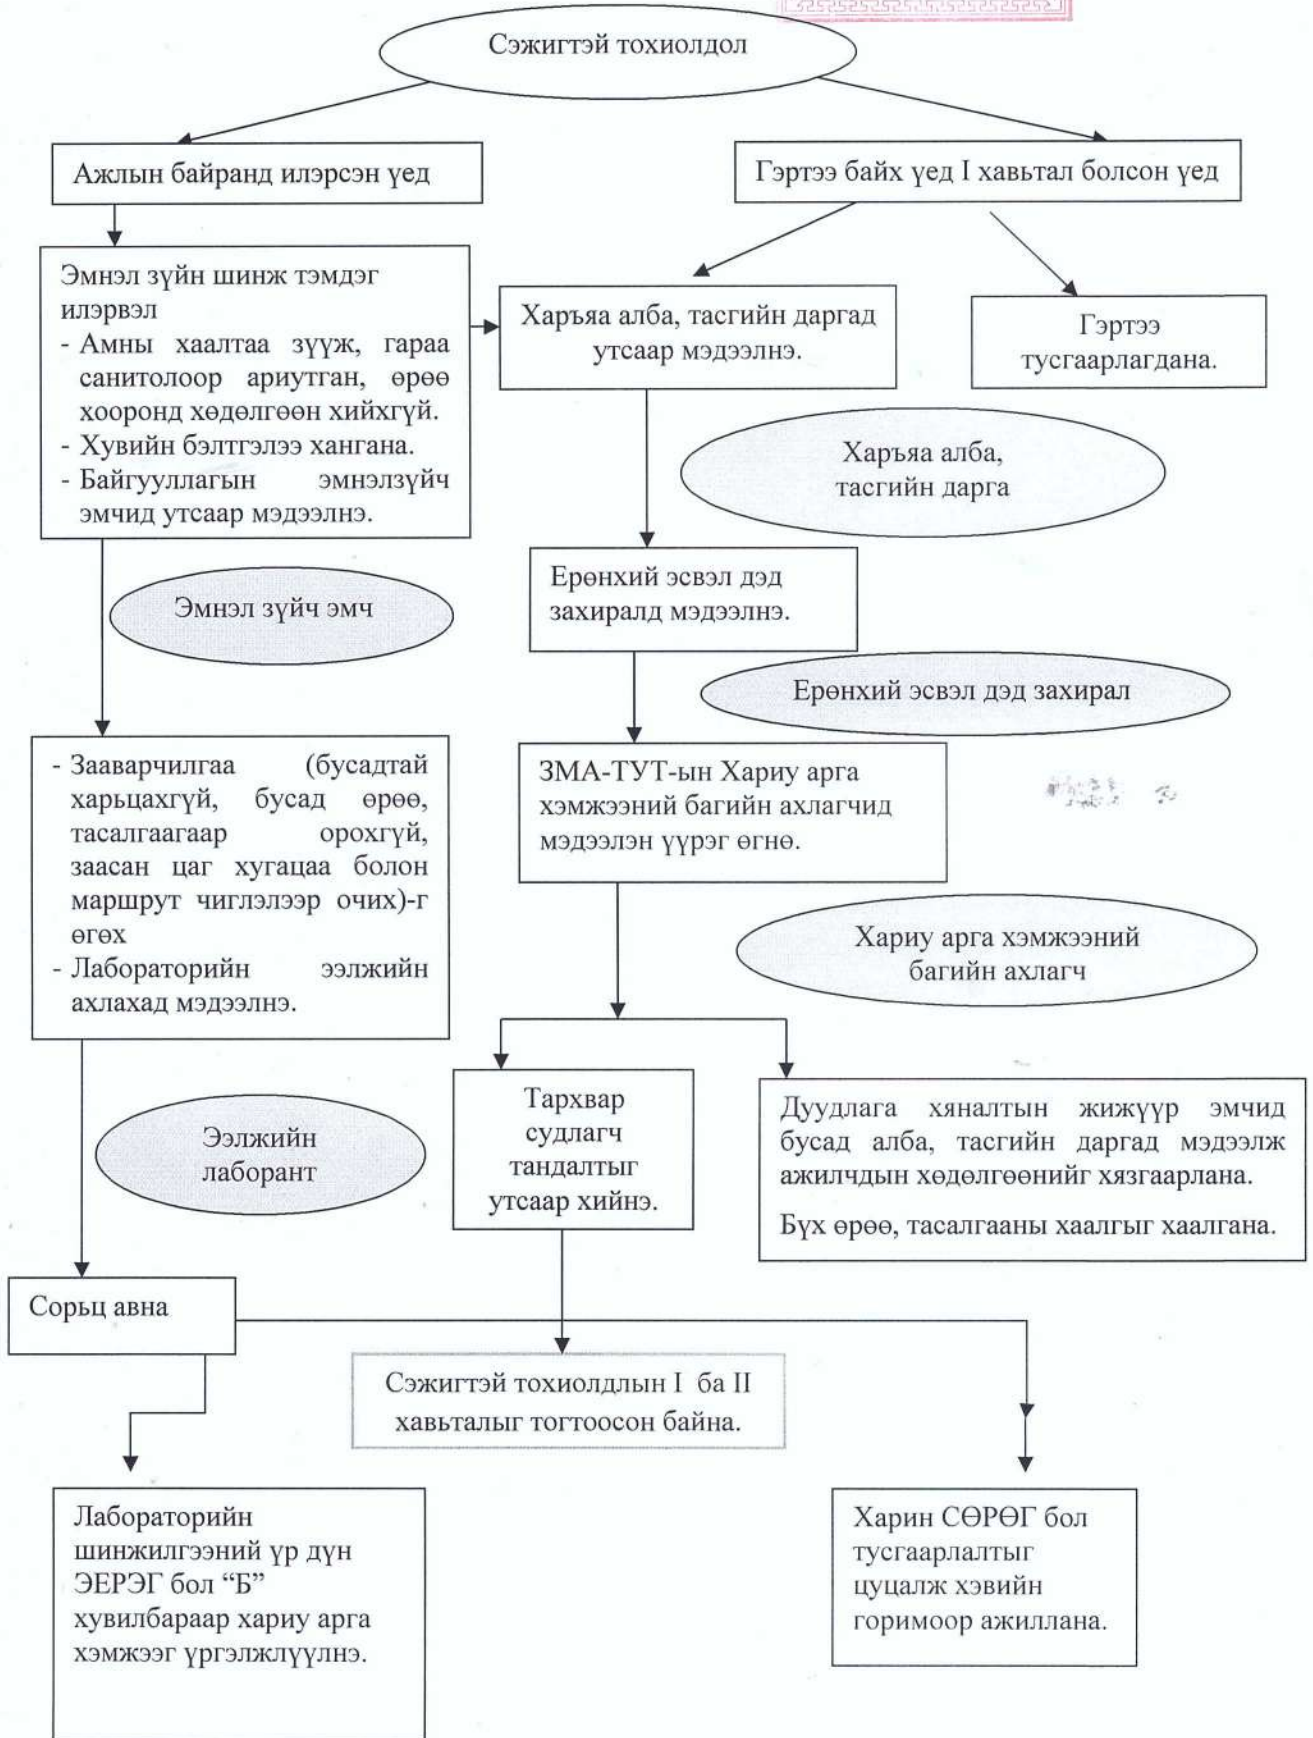 Сэжигтэй тохиолдол
Ажлын байранд илэрсэн үед
Гэртээ байх үед I хавьтал болсон үед
Эмнэл зүйн шинж тэмдэг
илэрвэл
- Амны хаалтаа зүүж, гараа
санитолоор ариутган, өрөө
хооронд хөдөлгөөн хийхгүй.
- Хувийн бэлтгэлээ хангана.
- Байгууллагын эмнэлзүйч
эмчид утсаар мэдээлнэ.
Харъяа алба, тасгийн даргад
утсаар мэдээлнэ.
Гэртээ
тусгаарлагдана.
Харъяа алба,
тасгийн дарга
Ерөнхий эсвэл дэд
захиралд мэдээлнэ.
Эмнэл зүйч эмч
Ерөнхий эсвэл дэд захирал
- Зааварчилгаа (бусадтай
харьцахгүй, бусад өрөө,
тасалгаагаар орохгүй,
заасан цаг хугацаа болон
маршрут чиглэлээр очих)-г
өгөх
- Лабораторийн ээлжийн
ахлахад мэдээлнэ.
ЗМА-ТУТ-ын Хариу арга
хэмжээний багийн ахлагчид
мэдээлэн үүрэг өгнө.
Хариу арга хэмжээний
багийн ахлагч
Ээлжийн
лаборант
Тархвар
судлагч
тандалтыг
утсаар хийнэ.
Дуудлага хяналтын жижүүр эмчид
бусад алба, тасгийн даргад мэдээлж
ажилчдын хөдөлгөөнийг хязгаарлана.
Бүх өрөө, тасалгааны хаалгыг хаалгана.
Сорьц авна
Сэжигтэй тохиолдлын I ба II
хавьталыг тогтоосон байна.
Лабораторийн
шинжилгээний үр дүн
ЭЕРЭГ бол “Б”
хувилбараар хариу арга
хэмжээг үргэлжлүүлнэ.
Харин СӨРӨГ бол
тусгаарлалтыг
цуцалж хэвийн
горимоор ажиллана.